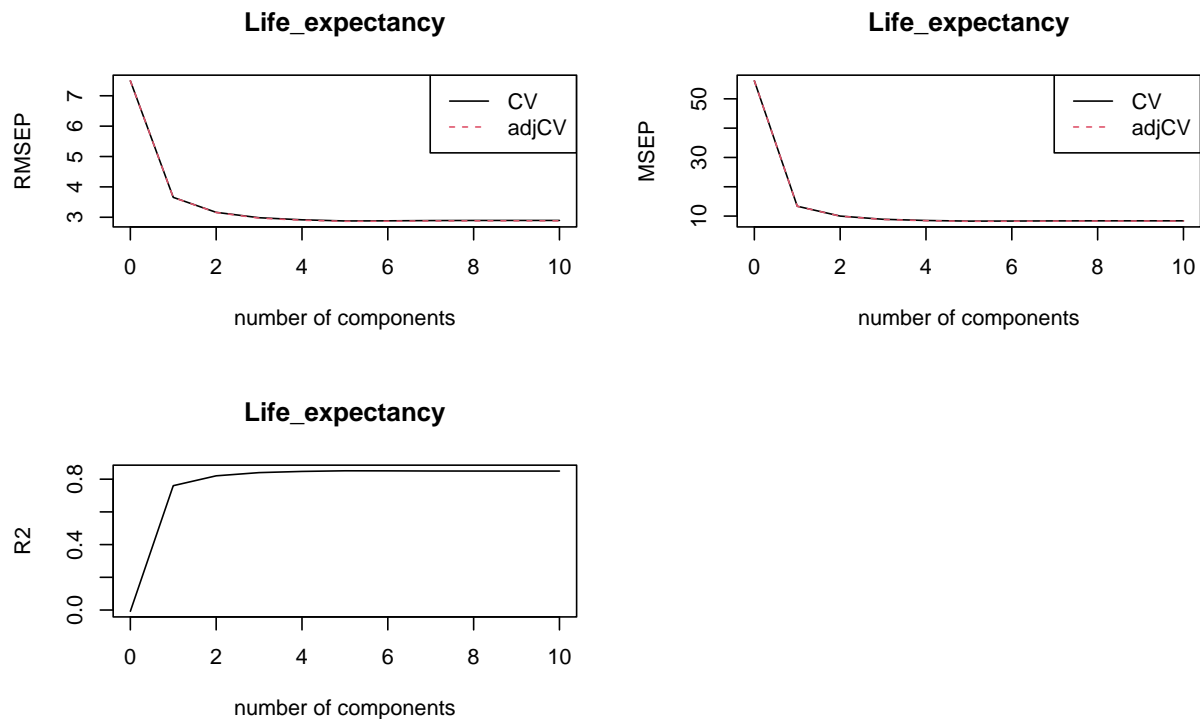 Life_expectancy
RMSEP
7
6
5
4
3
CV
adjCV
0 2 4 6 8 10
number of components
Life_expectancy
MSEP
50
30
10
CV
adjCV
0 2 4 6 8 10
number of components
Life_expectancy
R2
0.8
0.4
0.0
0 2 4 6 8 10
number of components